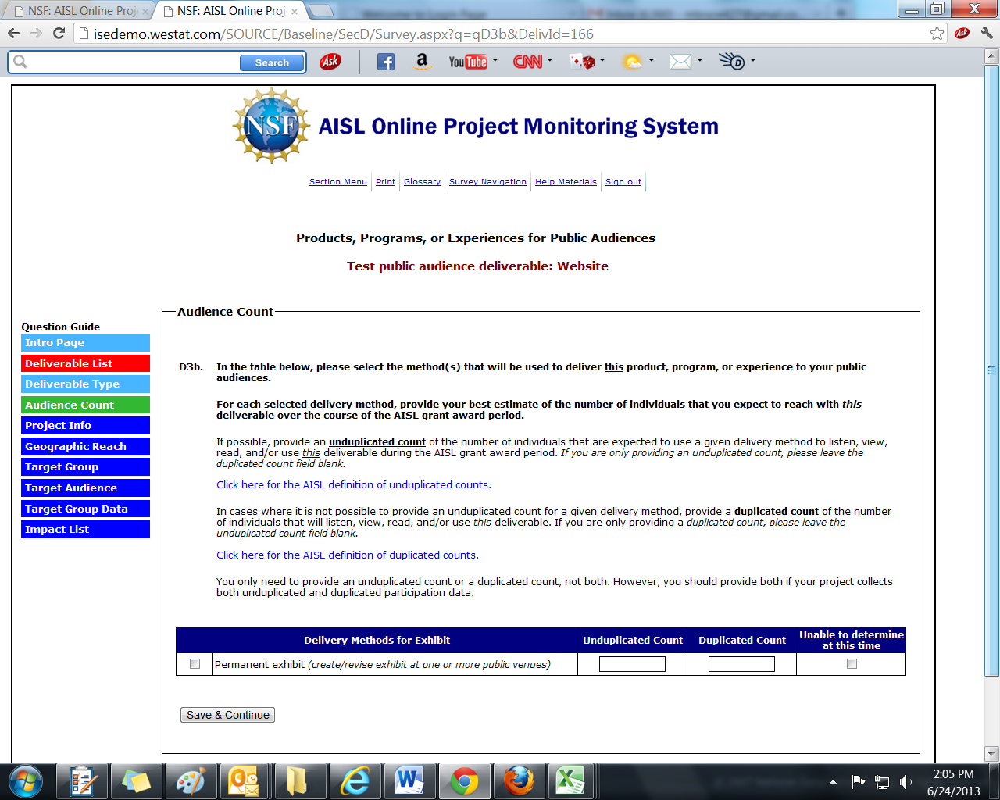 NSF: AISL Online Proje
NSF: AISL Online Proj
isedemo.westat.com/SOURCE/Baseline/SecD/Survey.aspx?q=qD3b&DelivId=166
Search
Ask
YouTube
CNN
NSF
AISL Online Project Monitoring System
Section Menu | Print | Glossary | Survey Navigation | Help Materials | Sign out
Products, Programs, or Experiences for Public Audiences
Test public audience deliverable: Website
Question Guide
Intro Page
Deliverable List
Deliverable Type
Audience Count
Project Info
Geographic Reach
Target Group
Target Audience
Target Group Data
Impact List
Audience Count
D3b. In the table below, please select the method(s) that will be used to deliver this product, program, or experience to your public
audiences.
For each selected delivery method, provide your best estimate of the number of individuals that you expect to reach with this
deliverable over the course of the AISL grant award period.
If possible, provide an unduplicated count of the number of individuals that are expected to use a given delivery method to listen, view,
read, and/or use this deliverable during the AISL grant award period. If you are only providing an unduplicated count, please leave the
duplicated count field blank.
Click here for the AISL definition of unduplicated counts.
In cases where it is not possible to provide an unduplicated count for a given delivery method, provide a duplicated count of the number
of individuals that will listen, view, read, and/or use this deliverable. If you are only providing a duplicated count, please leave the
unduplicated count field blank.
Click here for the AISL definition of duplicated counts.
You only need to provide an unduplicated count or a duplicated count, not both. However, you should provide both if your project collects
both unduplicated and duplicated participation data.
Delivery Methods for Exhibit Unduplicated Count Duplicated Count Unable to determine
at this time
Permanent exhibit (create/revise exhibit at one or more public venues)
Save & Continue
2:05 PM
6/24/2013